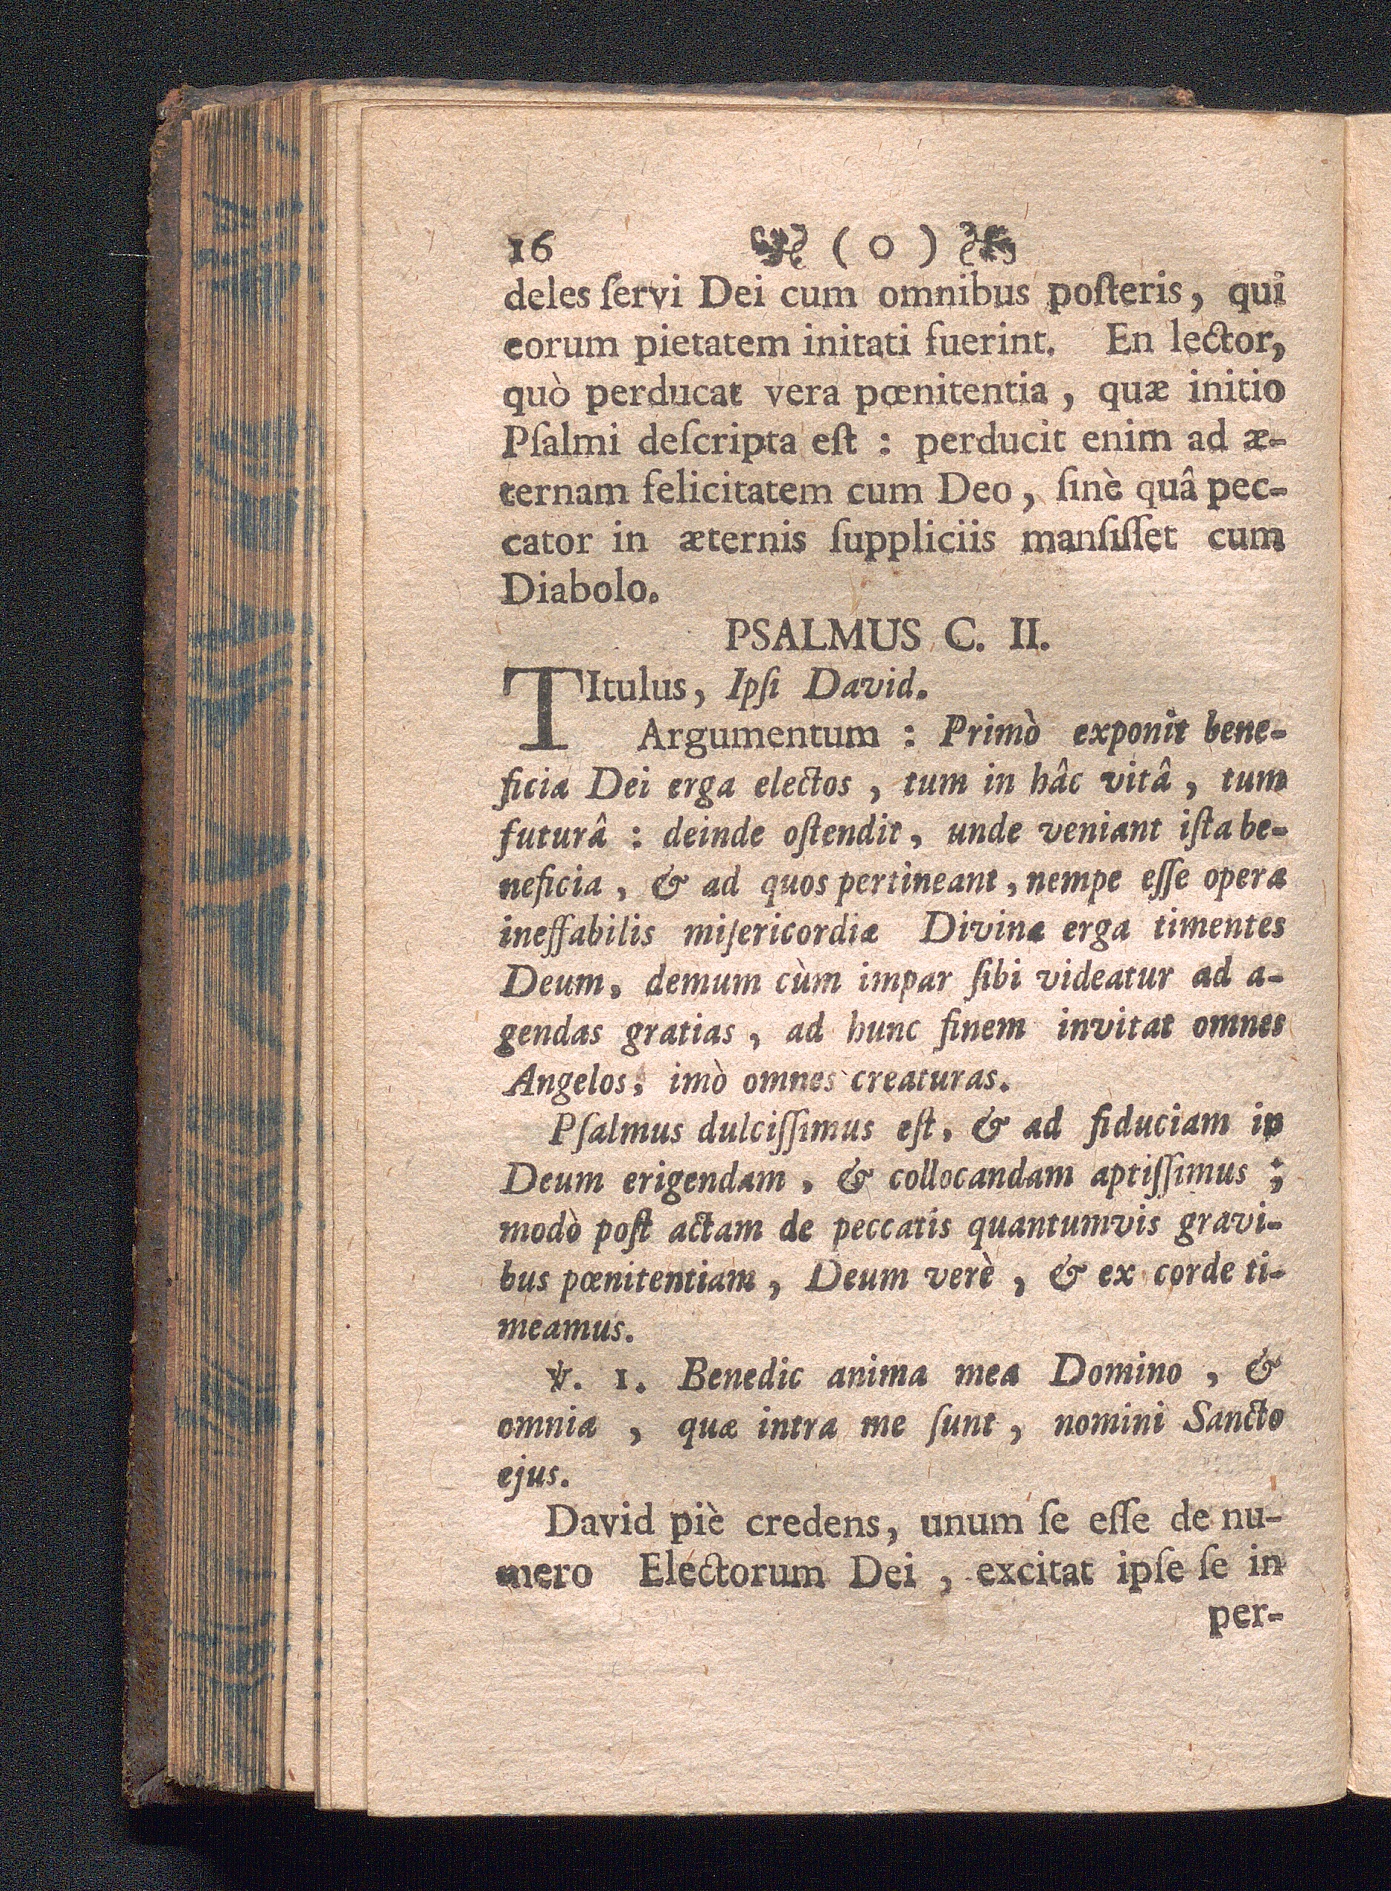 16 ( O )
deles ſervi Dei cum omnibus poſteris, qui
eorum pietatem initati fuerint. En lector,
quò perducat vera pœnitentia, quæ initio
Pſalmi deſcripta eſt : perducit enim ad æ-
ternam felicitatem cum Deo, ſinè quâ pec-
cator in æternis ſuppliciis manſiſſet cum
Diabolo.
PSALMUS C. II.
TItulus, Ipſi David.
Argumentum : Primò exponit bene-
ficia Dei erga electos, tum in hâc vitâ, tum
futurâ : deinde oſtendit, unde veniant iſta be-
neficia, & ad quos pertineant, nempe eſſe opera
ineffabilis miſericordiæ Divinæ erga timentes
Deum, demum cùm impar ſibi videatur ad a-
gendas gratias, ad hunc finem invitat omnes
Angelos, imò omnes creaturas.
Pſalmus dulciſſimus eſt, & ad fiduciam in
Deum erigendam, & collocandam aptiſſimus ;
modò poſt actam de peccatis quantumvis gravi-
bus pœnitentiam, Deum verè, & ex corde ti-
meamus.
℣. 1. Benedic anima mea Domino, &
omnia, quæ intra me ſunt, nomini Sancto
ejus.
David piè credens, unum ſe eſſe de nu-
mero Electorum Dei, excitat ipſe ſe in
per-